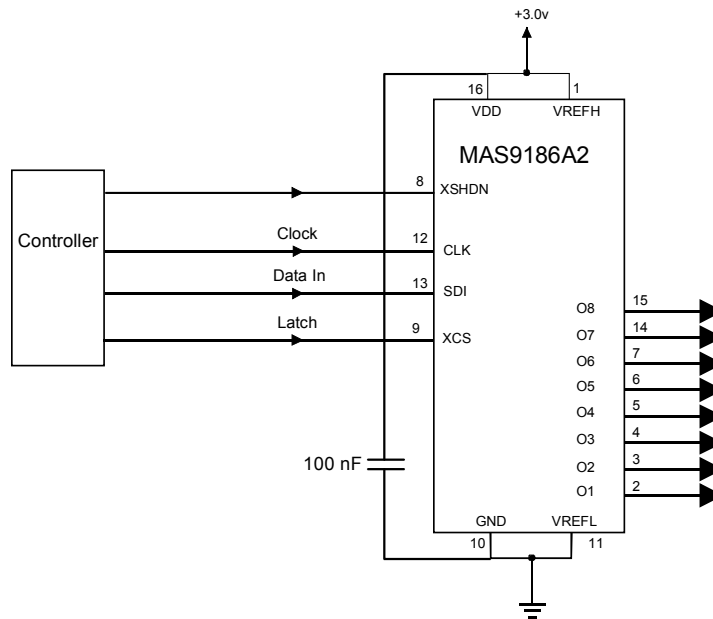 +3.0v
16
1
VDD
VREFH
MAS9186A2
8
XSHDN
Controller
Clock
12
CLK
Data In
13
SDI
Latch
9
XCS
O8
15
O7
14
O6
7
O5
6
O4
5
O3
4
O2
3
O1
2
100 nF
GND
VREFL
10
11